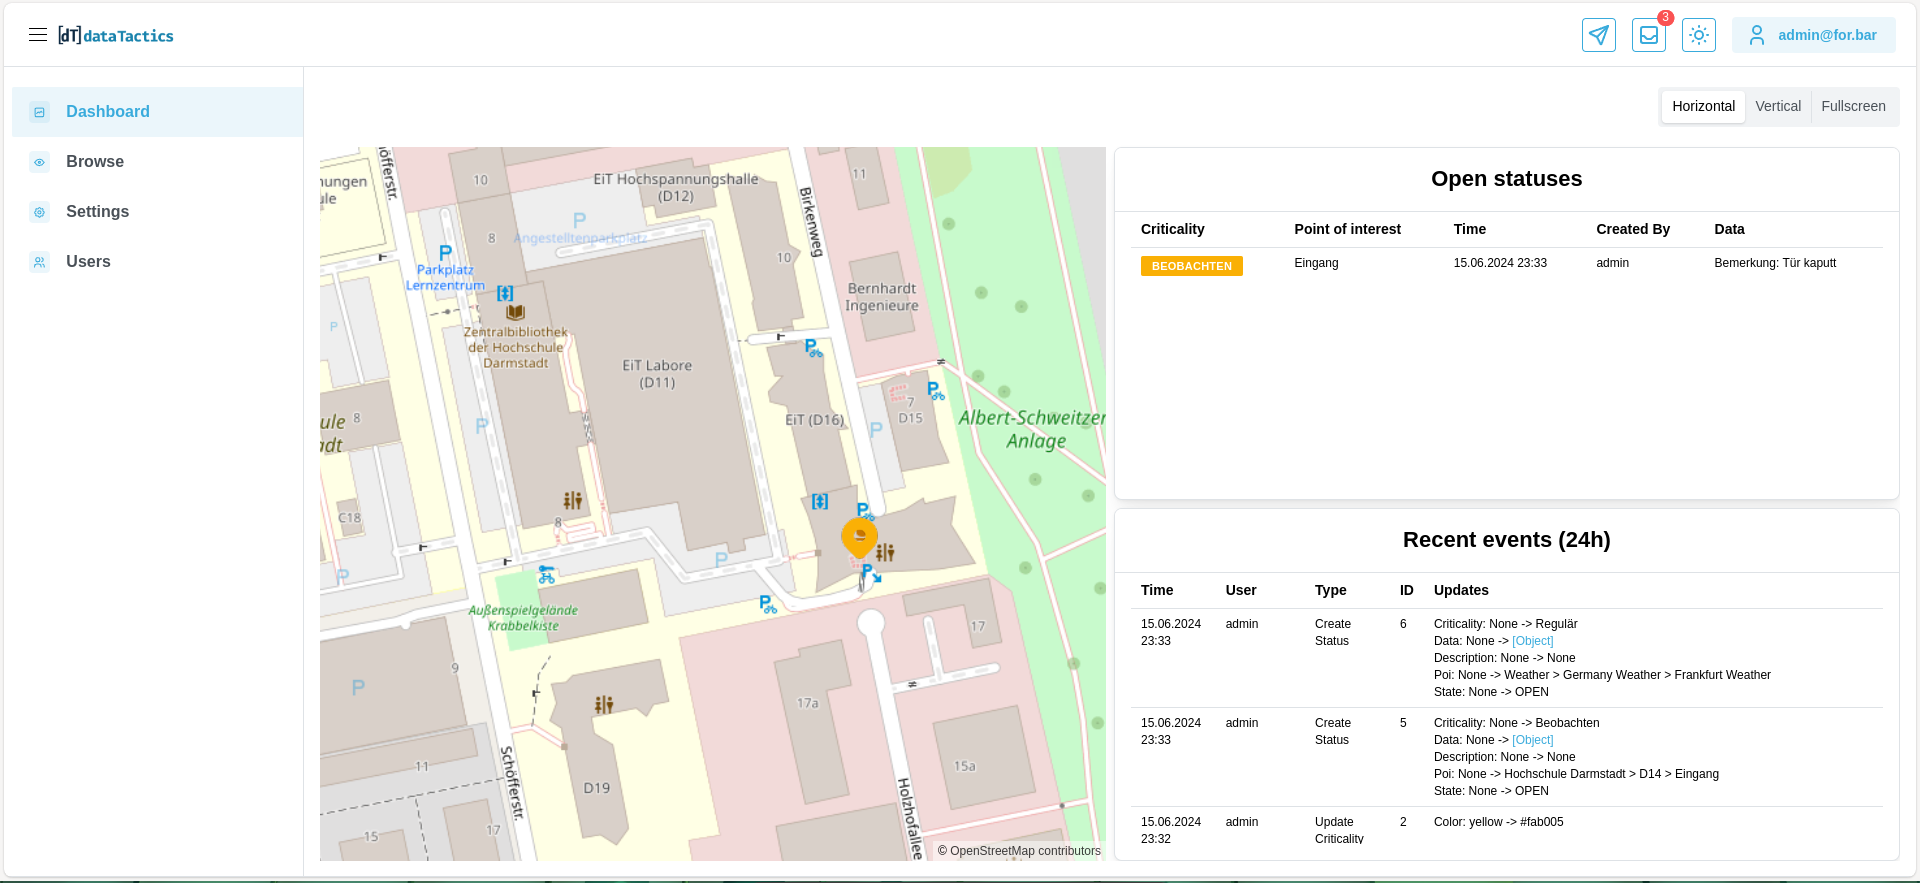 [dT] dataTactics
3
admin@for.bar
Dashboard
Browse
Settings
Users
Horizontal
Vertical
Fullscreen
Schöfferstr.
10
EiT Hochspannungshalle
(D12)
11
Birkenweg
P
8
Angestelltenparkplatz
P
10
Parkplatz
Lernzentrum
Bernhardt
Ingenieure
P
Zentralbibliothek
der Hochschule
Darmstadt
EiT Labore
(D11)
P
P
8
P
EiT (D16)
P
7
D15
Albert-Schweitzer
Anlage
C18
8
P
P
P
P
P
P
Außenspielgelände
Krabbelkiste
17
9
P
17a
11
Schöfferstr.
D19
15a
Holzhofallee
15
17
© OpenStreetMap contributors
Open statuses
Criticality Point of interest Time Created By Data
BEOBACHTEN Eingang 15.06.2024 23:33 admin Bemerkung: Tür kaputt
Recent events (24h)
Time User Type ID Updates
15.06.2024 admin Create 6 Criticality: None -> Regulär
23:33 Status Data: None -> [Object]
Description: None -> None
Poi: None -> Weather > Germany Weather > Frankfurt Weather
State: None -> OPEN
15.06.2024 admin Create 5 Criticality: None -> Beobachten
23:33 Status Data: None -> [Object]
Description: None -> None
Poi: None -> Hochschule Darmstadt > D14 > Eingang
State: None -> OPEN
15.06.2024 admin Update 2 Color: yellow -> #fab005
23:32 Criticality